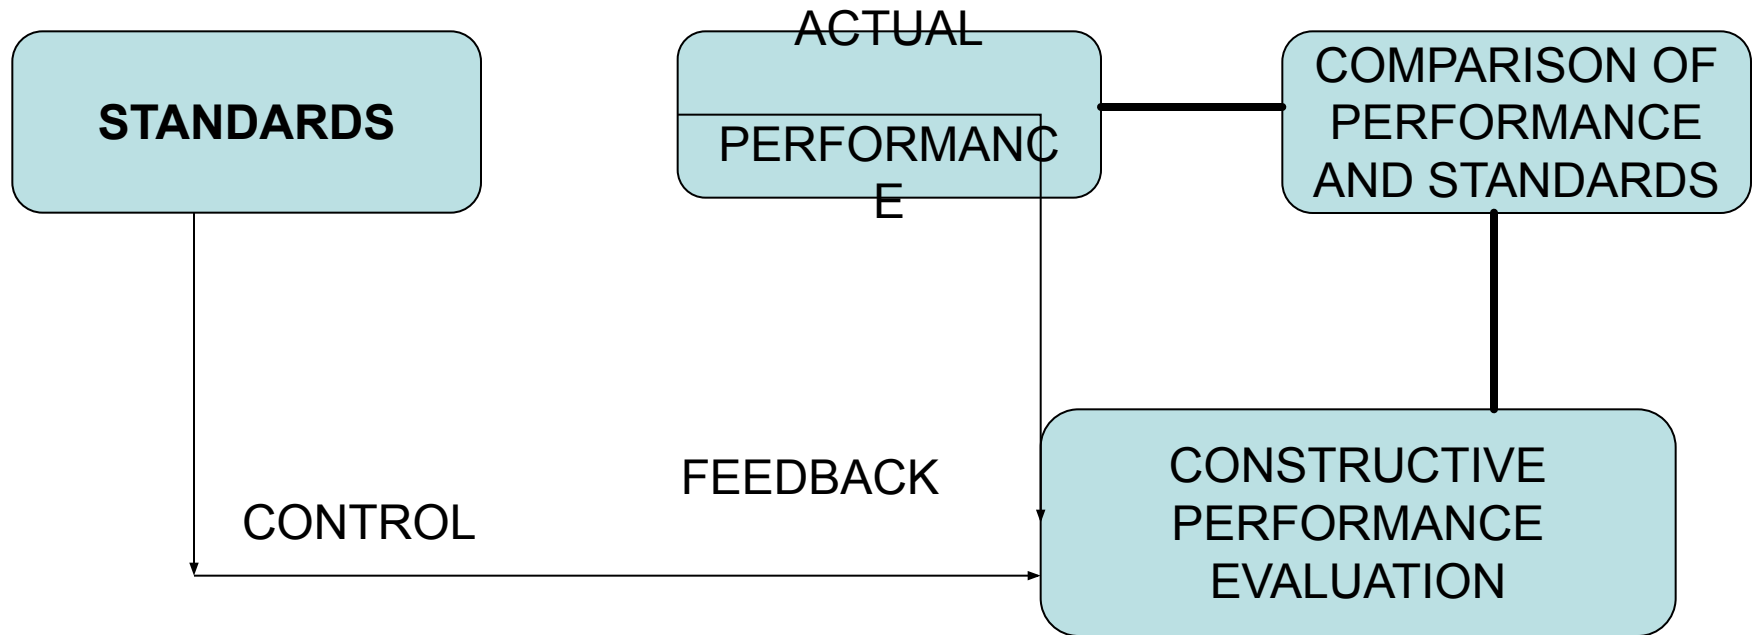 STANDARDS
ACTUAL
PERFORMANC
E
COMPARISON OF
PERFORMANCE
AND STANDARDS
FEEDBACK
CONTROL
CONSTRUCTIVE
PERFORMANCE
EVALUATION